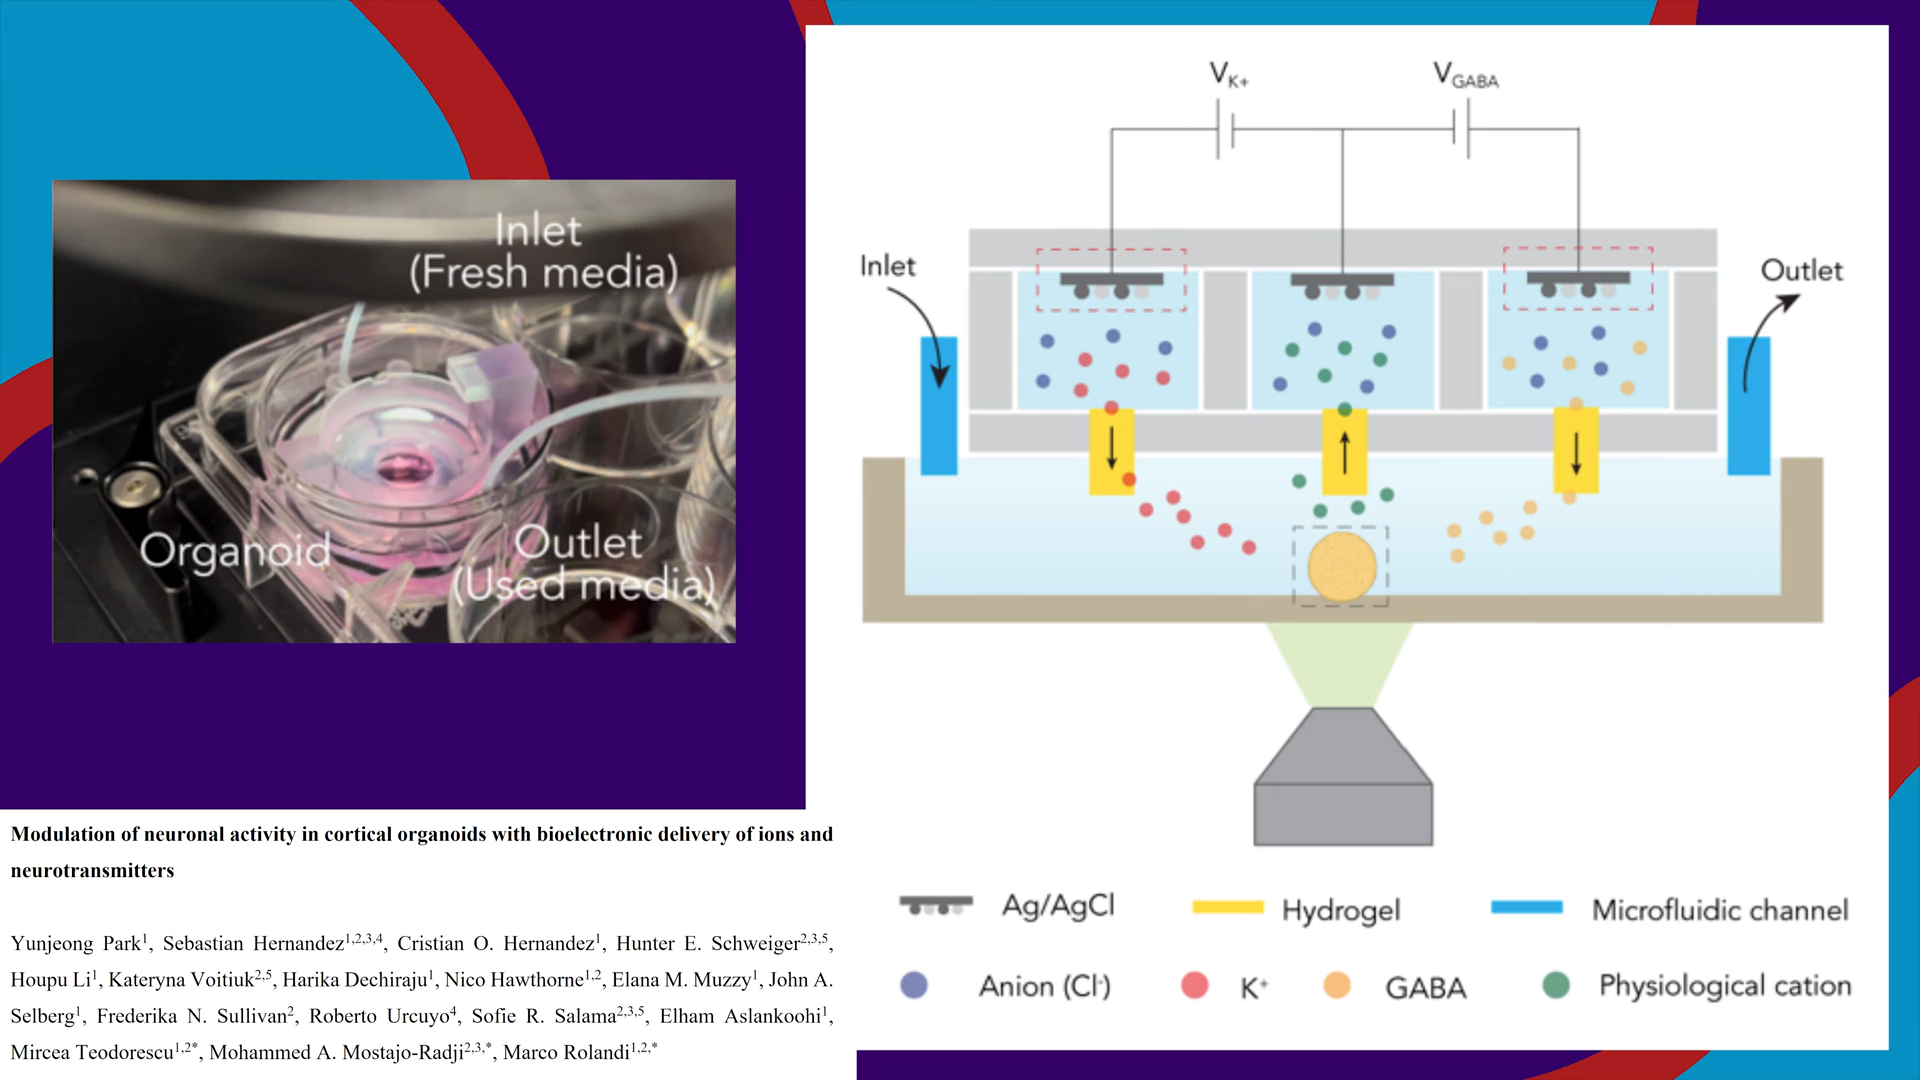 Inlet
(Fresh media)
Organoid
Outlet
(Used media)
Modulation of neuronal activity in cortical organoids with bioelectronic delivery of ions and
neurotransmitters
Yunjeong Park1, Sebastian Hernandez1,2,3,4, Cristian O. Hernandez1, Hunter E. Schweiger2,3,5,
Houpu Li1, Kateryna Voitiuk2,5, Harika Dechiraju1, Nico Hawthorne1,2, Elana M. Muzzy1, John A.
Selberg1, Frederika N. Sullivan2, Roberto Urcuyo4, Sofie R. Salama2,3,5, Elham Aslankoohi1,
Mircea Teodorescu1,2*, Mohammed A. Mostajo-Radji2,3,*, Marco Rolandi1,2,*
VK+
VGABA
Inlet
Outlet
Ag/AgCl
Hydrogel
Microfluidic channel
Anion (Cl-)
K+
GABA
Physiological cation